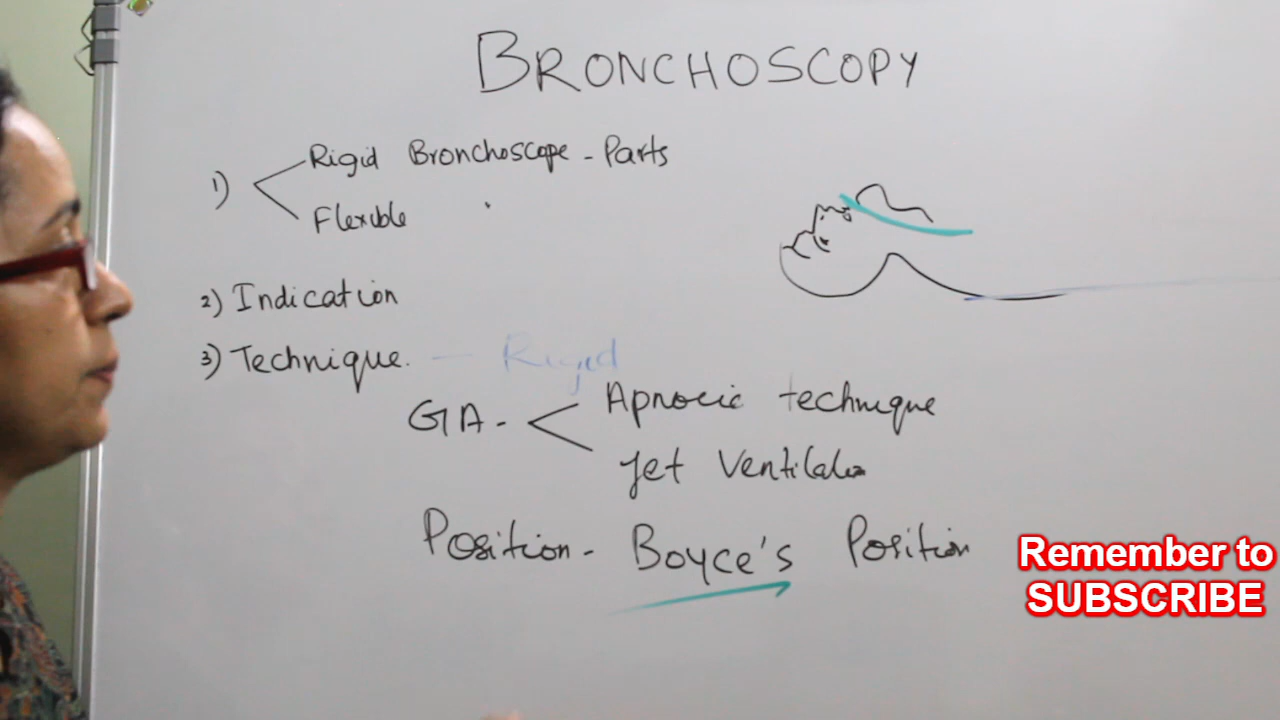 BRONCHOSCOPY
1) Rigid Bronchoscope - Parts
Flexible
2) Indication
3) Technique. - Rigid
GA - Apnoeic technique
Jet Ventilator
Position - Boyce's Position
Remember to
SUBSCRIBE